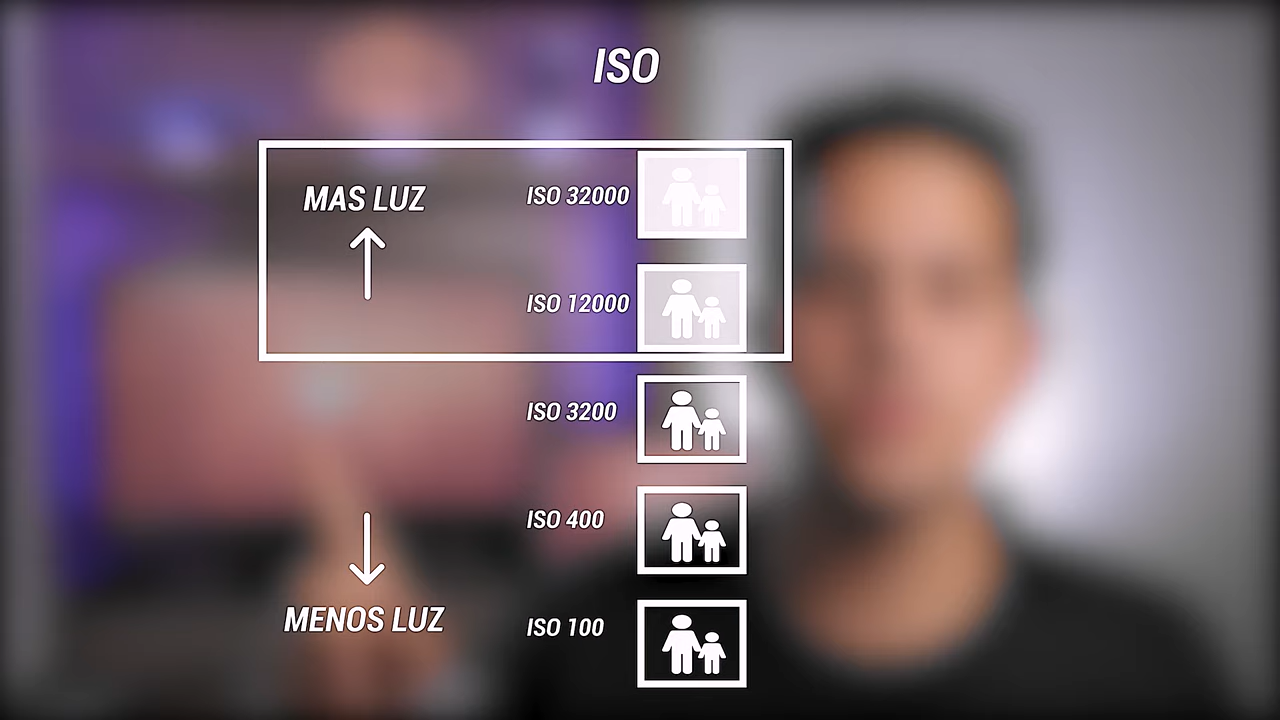 ISO
MAS LUZ
ISO 32000
ISO 12000
ISO 3200
ISO 400
MENOS LUZ
ISO 100